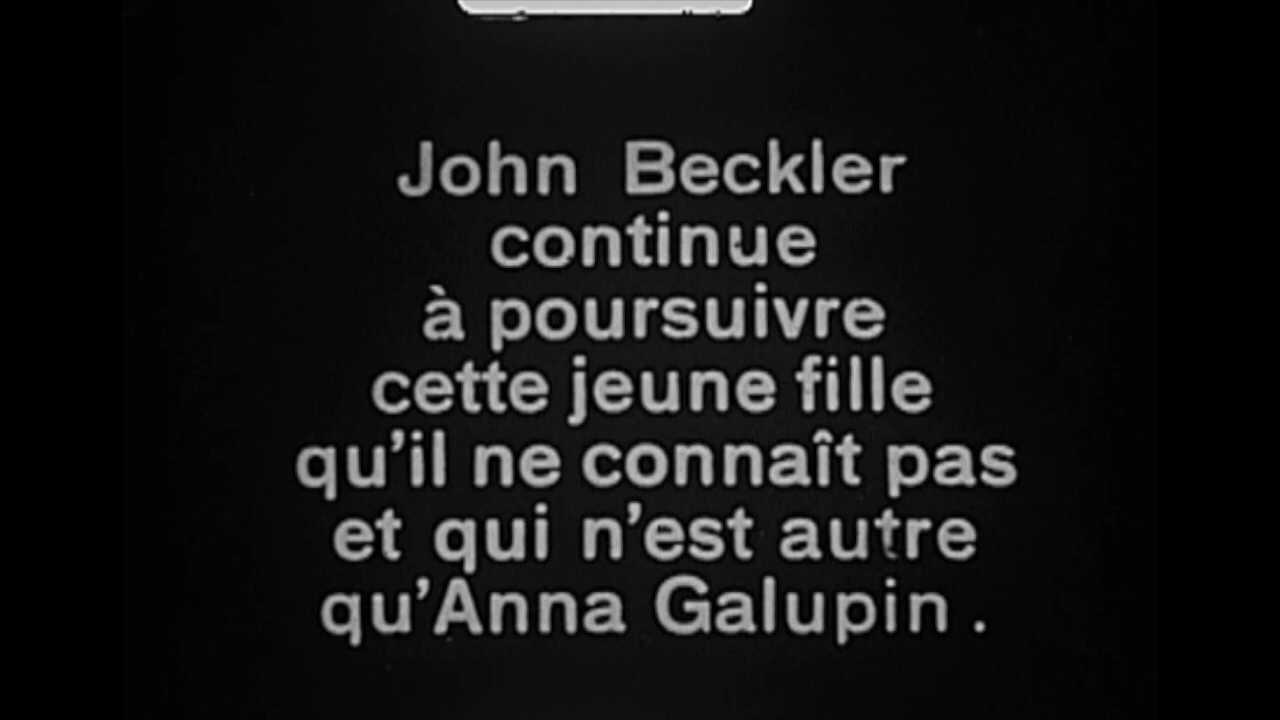 John Beckler
continue
à poursuivre
cette jeune fille
qu'il ne connaît pas
et qui n'est autre
qu'Anna Galupin .